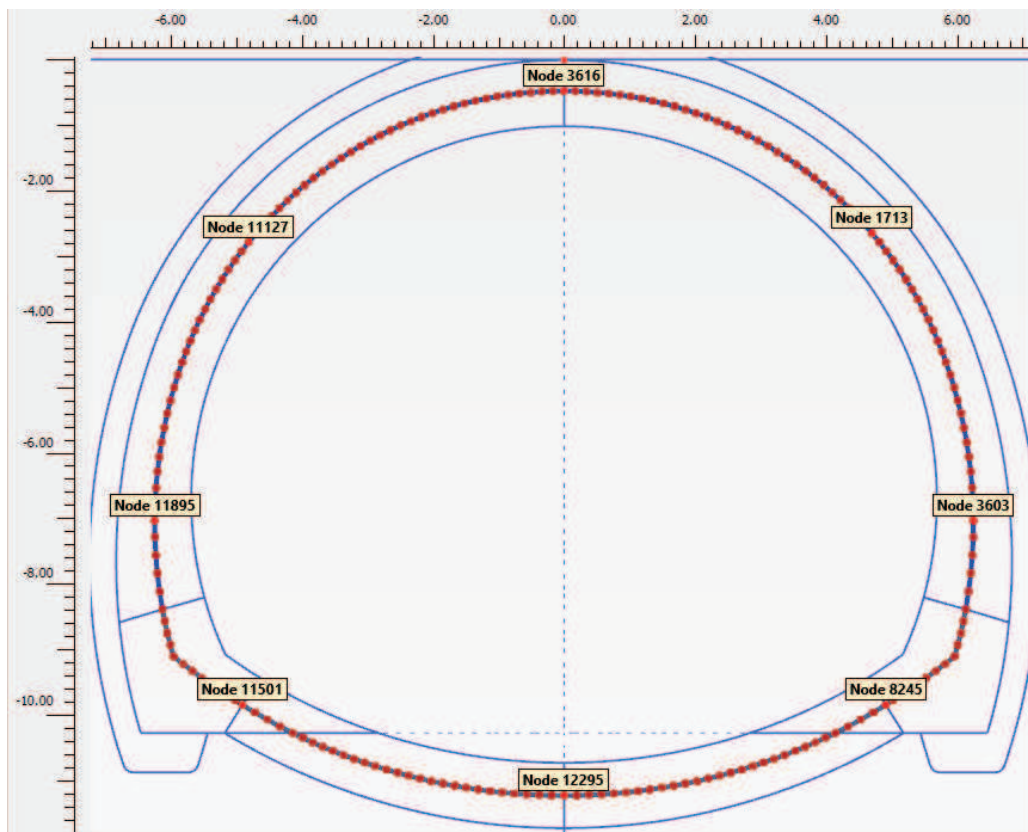 -6.00 -4.00 -2.00 0.00 2.00 4.00 6.00
Node 3616
-2.00
Node 11127
Node 1713
-4.00
-6.00
Node 11895
Node 3603
-8.00
Node 11501
Node 8245
-10.00
Node 12295